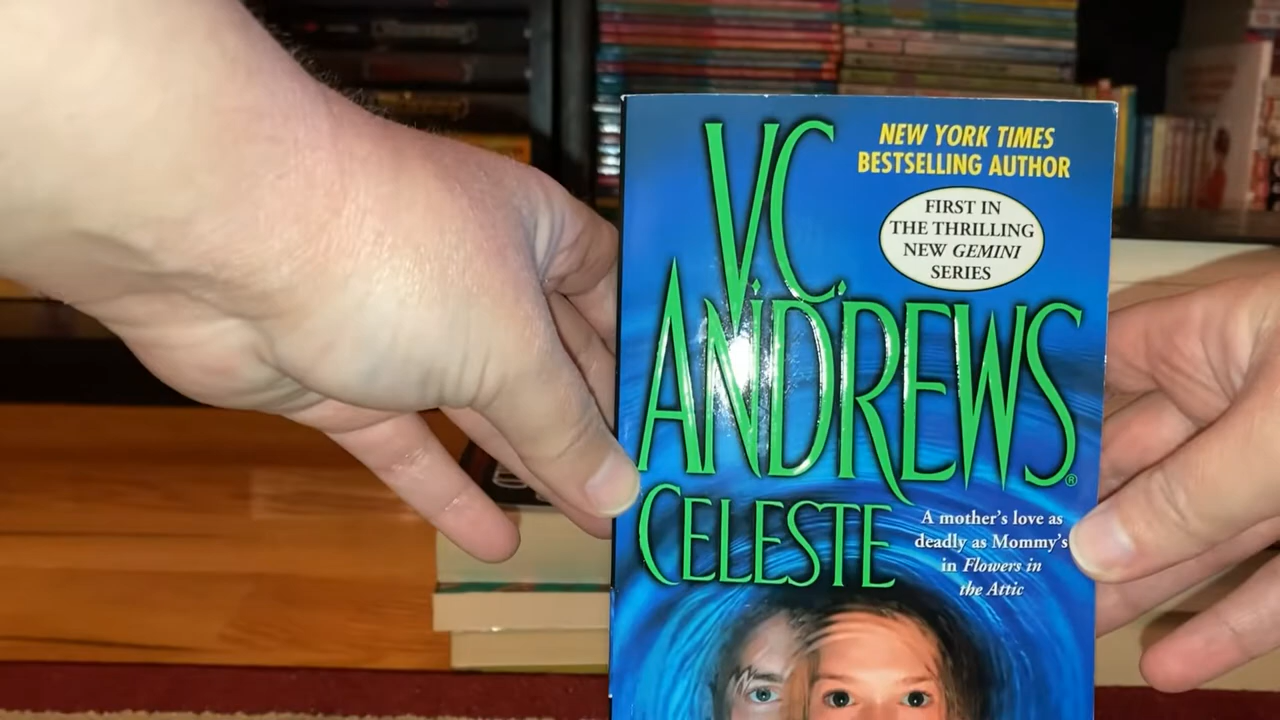 V.C.
ANDREWS®
NEW YORK TIMES
BESTSELLING AUTHOR
FIRST IN
THE THRILLING
NEW GEMINI
SERIES
CELESTE
A mother's love as
deadly as Mommy's
in Flowers in
the Attic